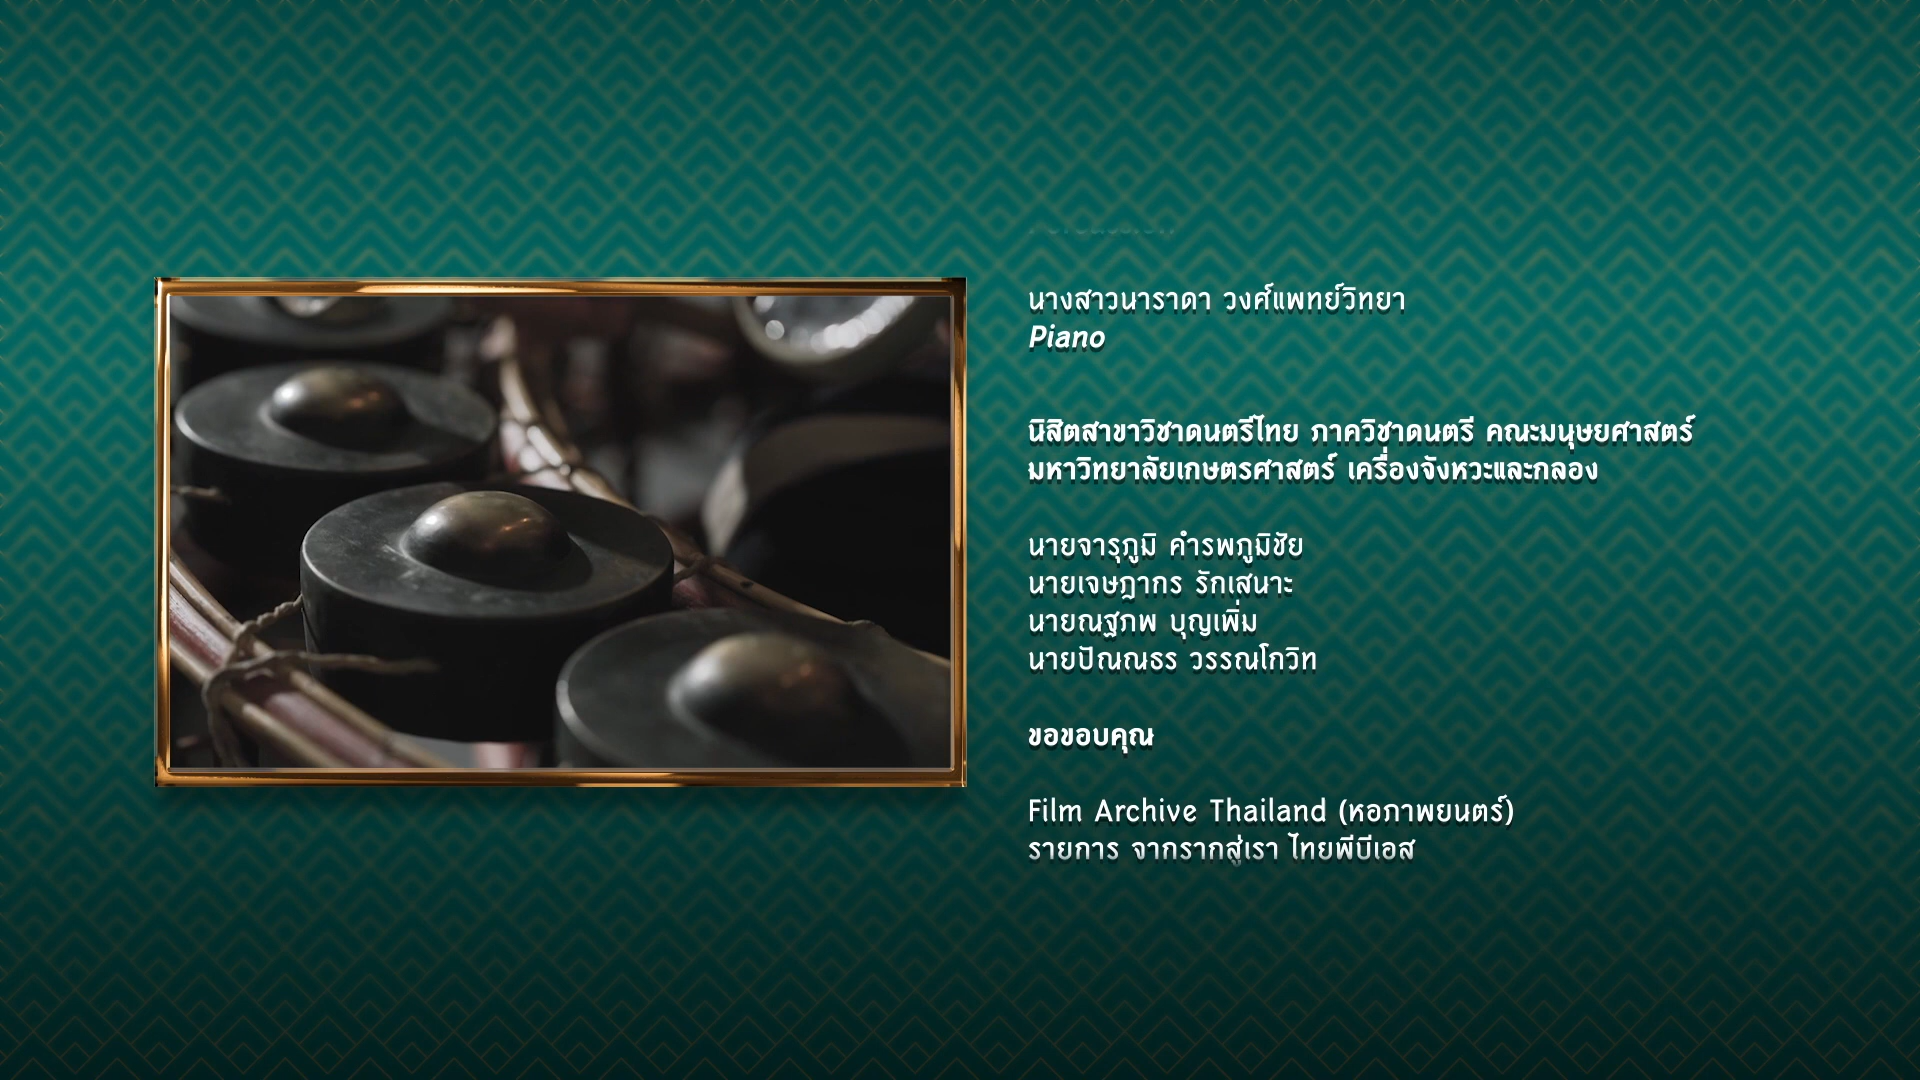 นางสาวนาราดา วงศ์แพทย์วิทยา
Piano
นิสิตสาขาวิชาดนตรีไทย ภาควิชาดนตรี คณะมนุษยศาสตร์
มหาวิทยาลัยเกษตรศาสตร์ เครื่องจังหวะและกลอง
นายจารุภูมิ คำรพภูมิชัย
นายเจษฎากร รักเสนาะ
นายณฐภพ บุญเพิ่ม
นายปัณณธร วรรณโกวิท
ขอขอบคุณ
Film Archive Thailand (หอภาพยนตร์)
รายการ จากรากสู่เรา ไทยพีบีเอส